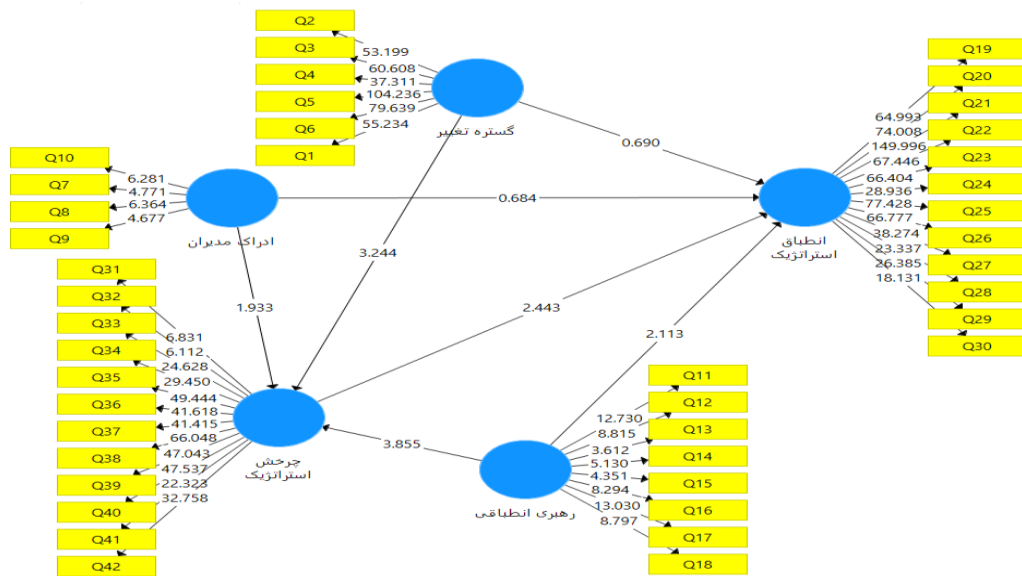 Q2
Q3
Q4
Q5
Q6
Q1
53.199
60.608
37.311
104.236
79.639
55.234
گستره تغییر
Q10
Q7
Q8
Q9
6.281
4.771
6.364
4.677
ادراک مدیران
0.690
0.684
3.244
1.933
2.443
2.113
3.855
Q19
Q20
Q21
Q22
Q23
Q24
Q25
Q26
Q27
Q28
Q29
Q30
64.993
74.008
149.996
67.446
66.404
28.936
77.428
66.777
38.274
23.337
26.385
18.131
انطباق
استراتژیک
Q31
Q32
Q33
Q34
Q35
Q36
Q37
Q38
Q39
Q40
Q41
Q42
6.831
6.112
24.628
29.450
49.444
41.618
41.415
66.048
47.043
47.537
22.323
32.758
چرخش
استراتژیک
Q11
Q12
Q13
Q14
Q15
Q16
Q17
Q18
12.730
8.815
3.612
5.130
4.351
8.294
13.030
8.797
رهبری انطباقی